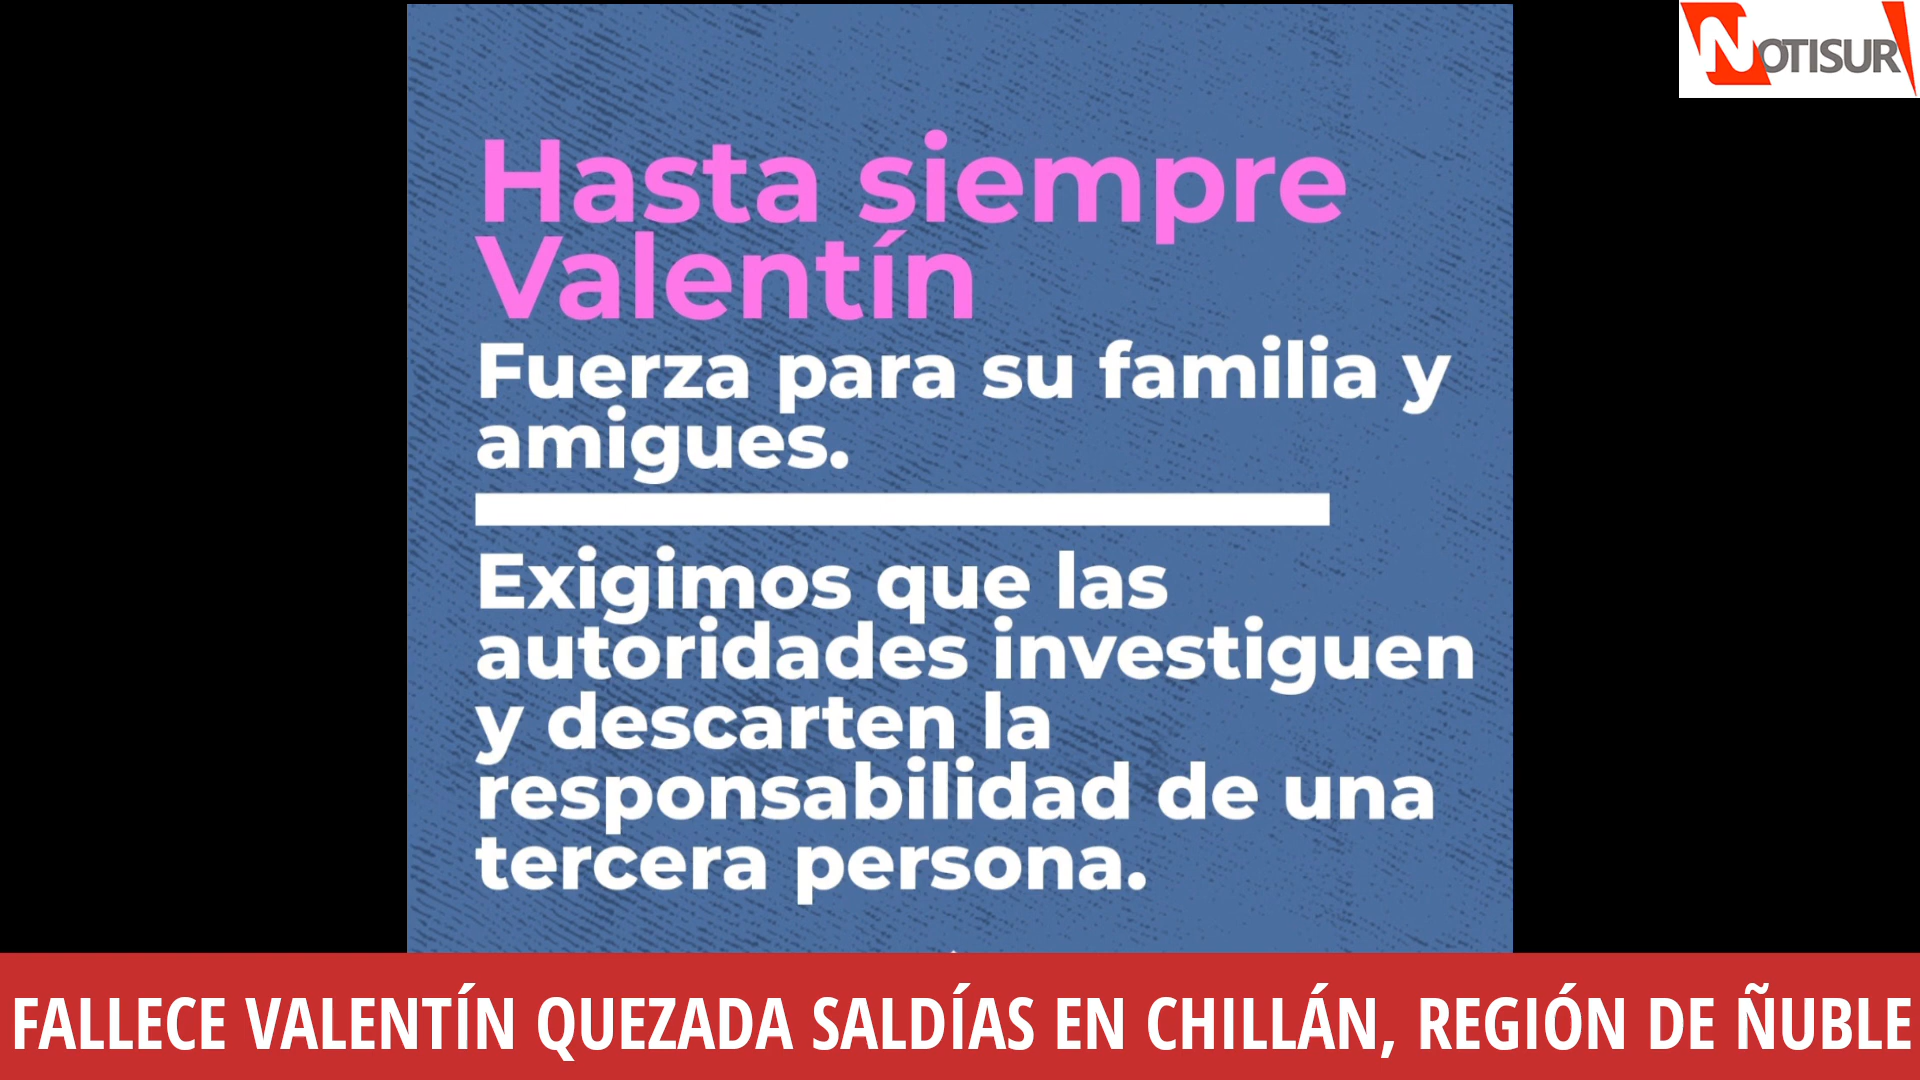 NOTISUR
Hasta siempre
Valentín
Fuerza para su familia y
amigues.
Exigimos que las
autoridades investiguen
y descarten la
responsabilidad de una
tercera persona.
FALLECE VALENTÍN QUEZADA SALDÍAS EN CHILLÁN, REGIÓN DE ÑUBLE